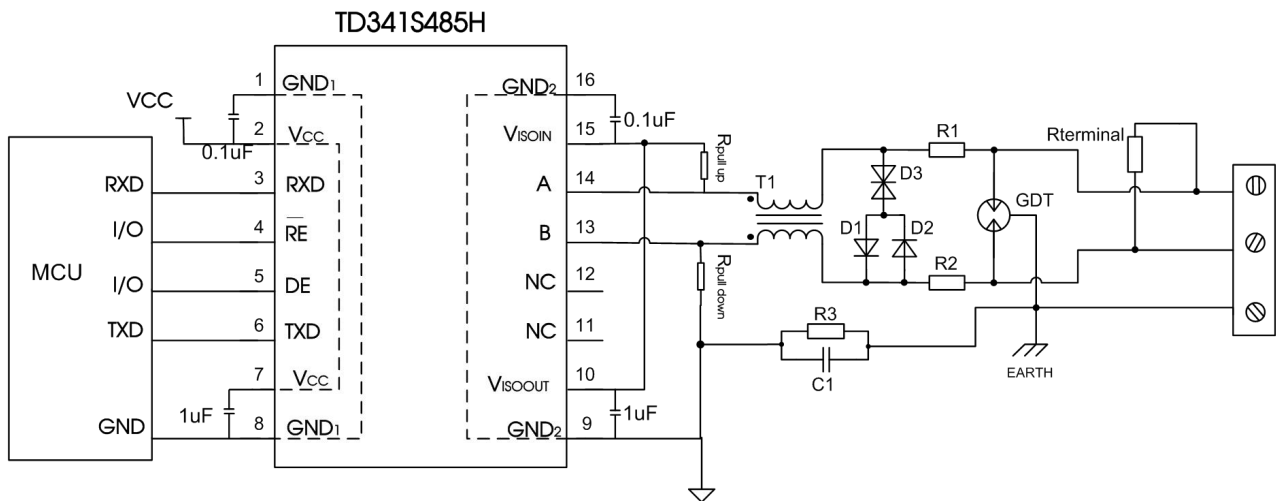 TD341S485H
1 GND1 GND2 16
VCC
0.1uF
2 VCC VISOIN 15
0.1uF
Rpull up
R1
Rterminal
RXD 3 RXD A 14
T1
D3
GDT
I/O 4 RE B 13
D1 D2
MCU
I/O 5 DE NC 12
Rpull down
R2
TXD 6 TXD NC 11
R3
EARTH
7 VCC VISOOUT 10
C1
1uF
1uF
GND 8 GND1 GND2 9